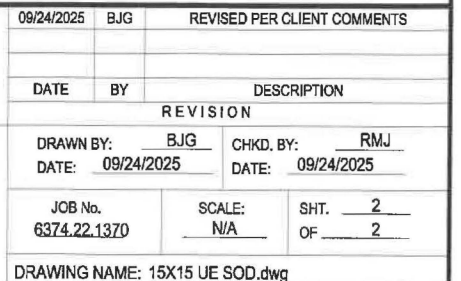 09/24/2025 BJG REVISED PER CLIENT COMMENTS
DATE BY DESCRIPTION
REVISION
DRAWN BY: BJG CHKD. BY: RMJ
DATE: 09/24/2025 DATE: 09/24/2025
JOB No. SCALE: SHT. 2
6374.22.1370 N/A OF 2
DRAWING NAME: 15X15 UE SOD.dwg